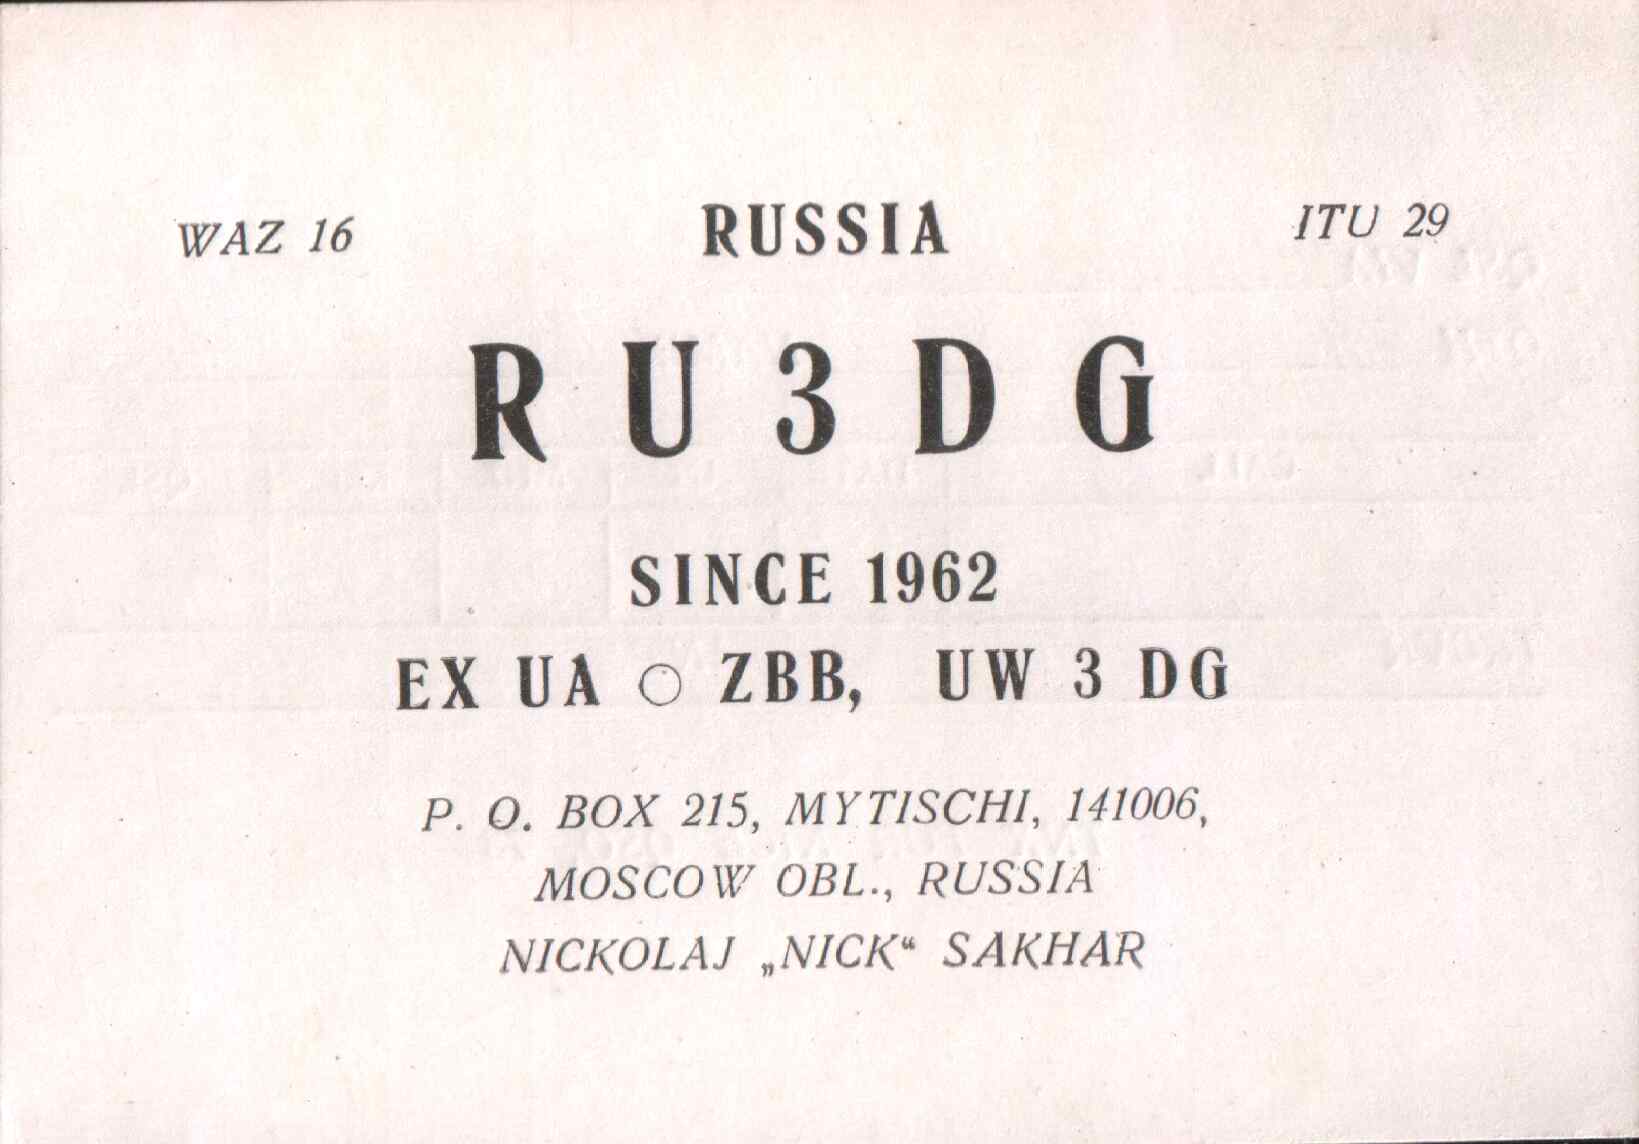 WAZ 16 RUSSIA ITU 29
RU3DG
SINCE 1962
EX UA ○ ZBB, UW 3 DG
P. O. BOX 215, MYTISCHI, 141006,
MOSCOW OBL., RUSSIA
NICKOLAJ „NICK“ SAKHAR